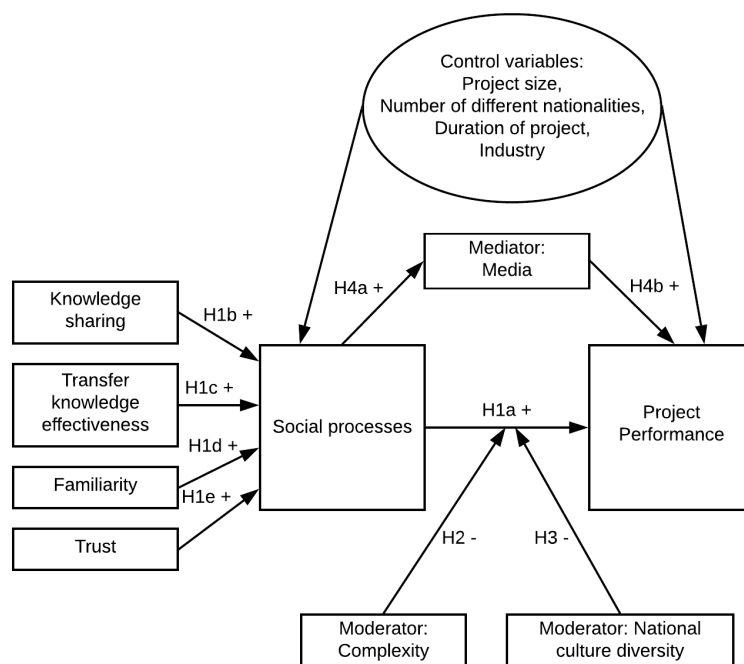 Control variables:
Project size,
Number of different nationalities,
Duration of project,
Industry
Mediator:
Media
H4a +
H4b +
Knowledge
sharing
H1b +
Transfer
knowledge
effectiveness
H1c +
Familiarity
H1d +
Trust
H1e +
Social processes
H1a +
Project
Performance
H2 -
H3 -
Moderator:
Complexity
Moderator: National
culture diversity